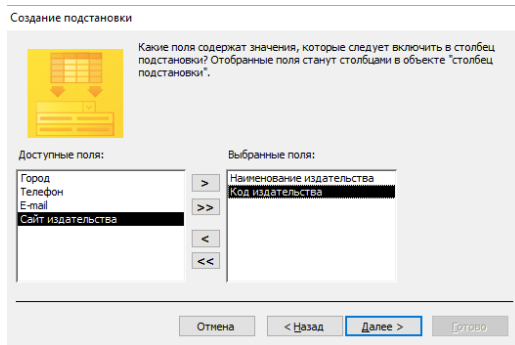 Создание подстановки
Какие поля содержат значения, которые следует включить в столбец
подстановки? Отобранные поля станут столбцами в объекте "столбец
подстановки".
Доступные поля:
Выбранные поля:
Город
Телефон
E-mail
Сайт издательства
>
>>
<
<<
Наименование издательства
Код издательства
Отмена
< Назад
Далее >
Готово